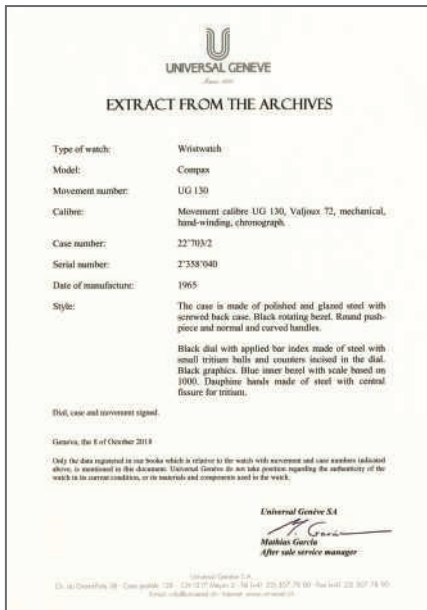 UNIVERSAL GENEVE
EXTRACT FROM THE ARCHIVES
Type of watch: Wristwatch
Model: Compax
Movement number: UG 130
Calibre: Movement calibre UG 130, Valjoux 72, mechanical,
hand-winding, chronograph.
Case number: 22'703/2
Serial number: 2'358'040
Date of manufacture: 1965
Style: The case is made of polished and glazed steel with
screwed back case. Black rotating bezel. Round push-
piece and normal and curved handles.
Black dial with applied bar index made of steel with
small tritium balls and counters incised in the dial.
Black graphics. Blue inner bezel with scale based on
1000. Dauphine hands made of steel with central
fissure for tritium.
Dial, case and movement signed.
Geneva, the 8 of October 2018
Only the data registered in our books which is relative to the watch with movement and case numbers indicated
above, is mentioned in this document. Universal Genève do not take position regarding the authenticity of the
watch in its current condition, or its materials and components used in the watch.
Universal Genève SA
Mathias Garcia
After sale service manager
Universal Genève S.A.